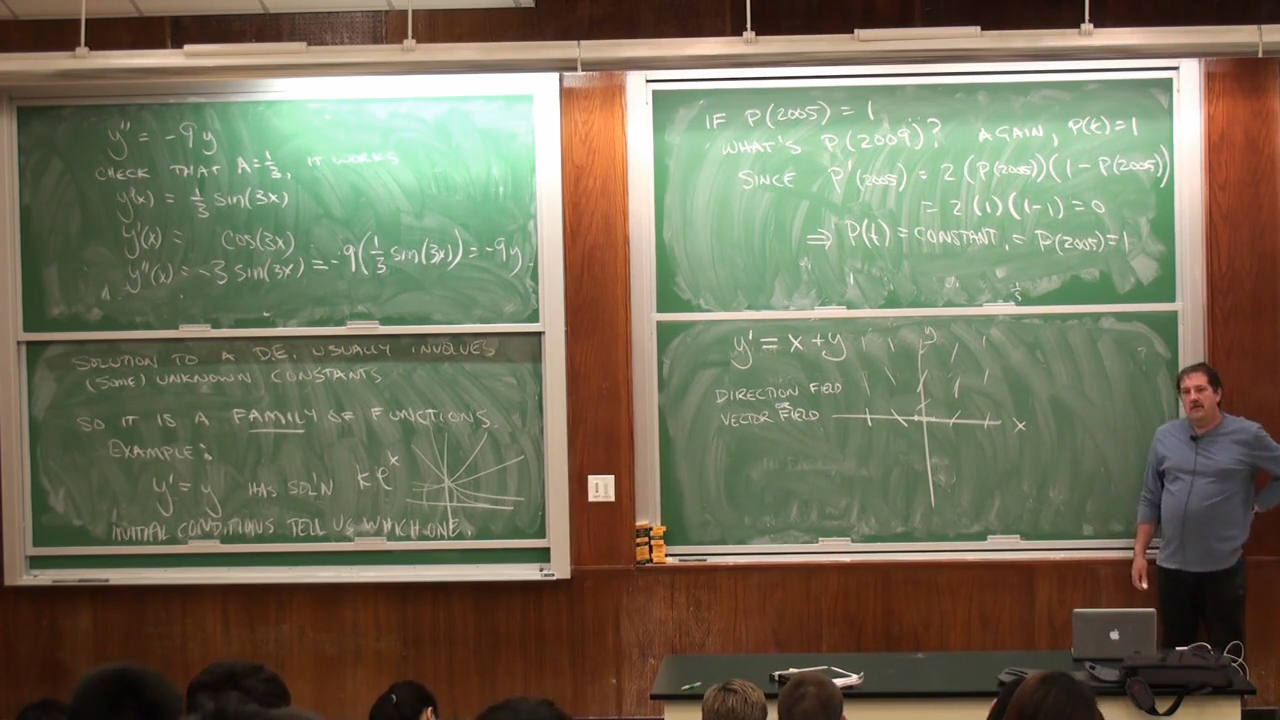 y'' = -9y
CHECK THAT A = 1/3, IT WORKS
y(x) = 1/3 sin(3x)
y'(x) = cos(3x)
y''(x) = -3 sin(3x) = -9(1/3 sin(3x)) = -9y
SOLUTION TO A D.E. USUALLY INVOLVES
(SOME) UNKNOWN CONSTANTS
SO IT IS A FAMILY OF FUNCTIONS.
EXAMPLE:
y' = y HAS SOL'N ke^x
INITIAL CONDITIONS TELL US WHICH ONE.
IF P(2005) = 1
WHAT'S P(2009)? AGAIN, P(t)=1
SINCE P'(2005) = 2(P(2005))(1-P(2005))
= 2(1)(1-1) = 0
⇒ P(t) = CONSTANT, = P(2005) = 1
y' = x + y
y
DIRECTION FIELD
OR
VECTOR FIELD
x